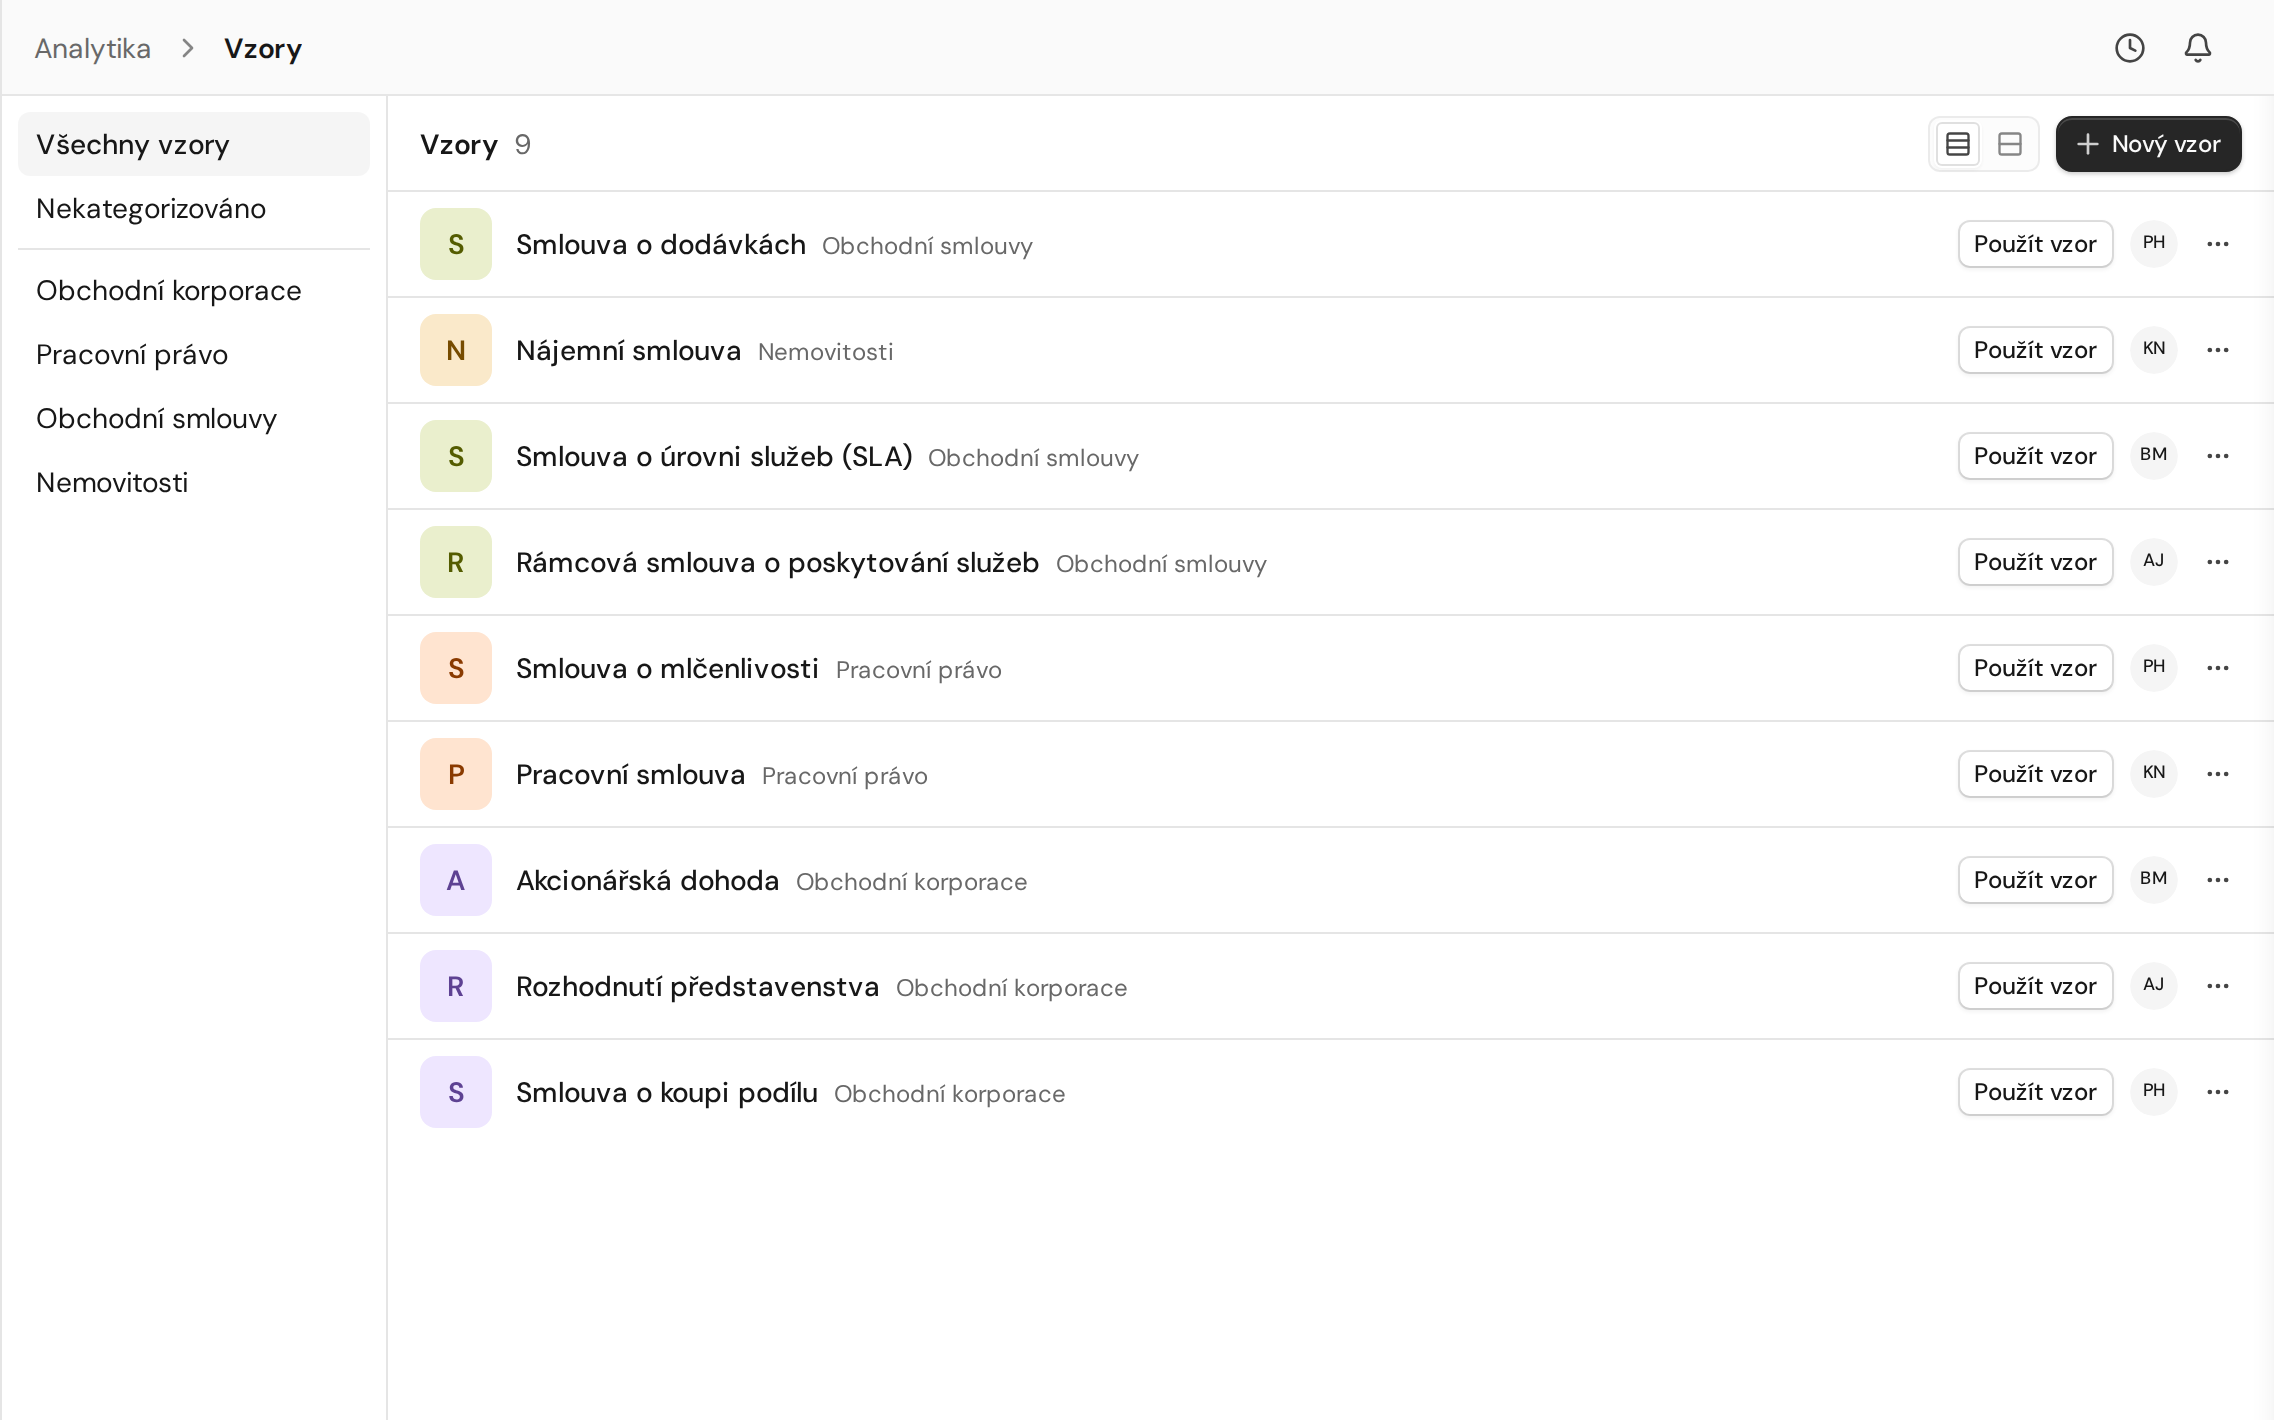 Analytika
Vzory
Všechny vzory
Nekategorizováno
Obchodní korporace
Pracovní právo
Obchodní smlouvy
Nemovitosti
Vzory 9
Nový vzor
S Smlouva o dodávkách Obchodní smlouvy Použít vzor PH
N Nájemní smlouva Nemovitosti Použít vzor KN
S Smlouva o úrovni služeb (SLA) Obchodní smlouvy Použít vzor BM
R Rámcová smlouva o poskytování služeb Obchodní smlouvy Použít vzor AJ
S Smlouva o mlčenlivosti Pracovní právo Použít vzor PH
P Pracovní smlouva Pracovní právo Použít vzor KN
A Akcionářská dohoda Obchodní korporace Použít vzor BM
R Rozhodnutí představenstva Obchodní korporace Použít vzor AJ
S Smlouva o koupi podílu Obchodní korporace Použít vzor PH